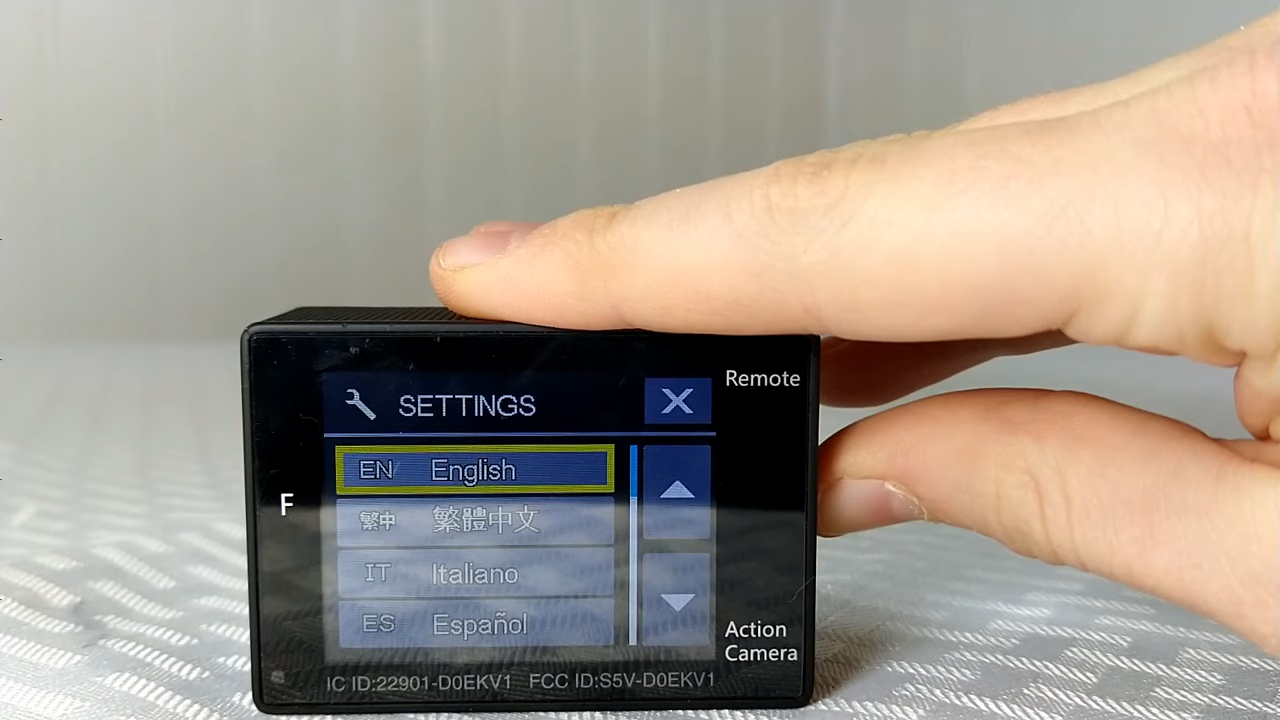 SETTINGS
X
Remote
EN English
F
繁中 繁體中文
IT Italiano
ES Español
Action
Camera
IC ID:22901-D0EKV1 FCC ID:S5V-D0EKV1